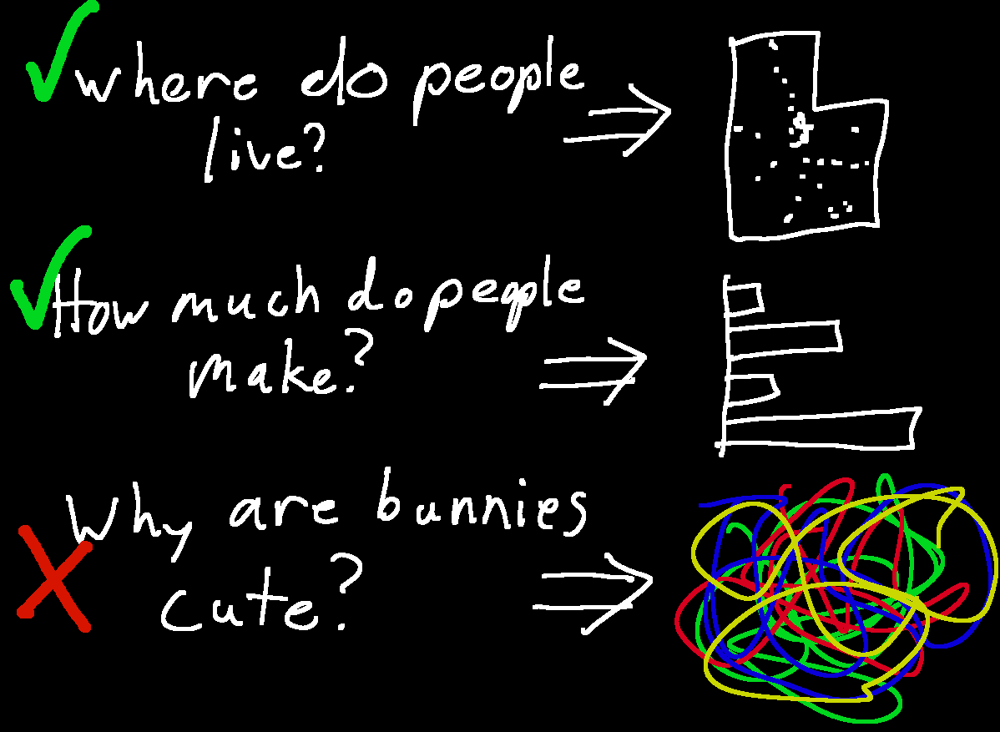 where do people
live?
How much do people
make?
Why are bunnies
cute?